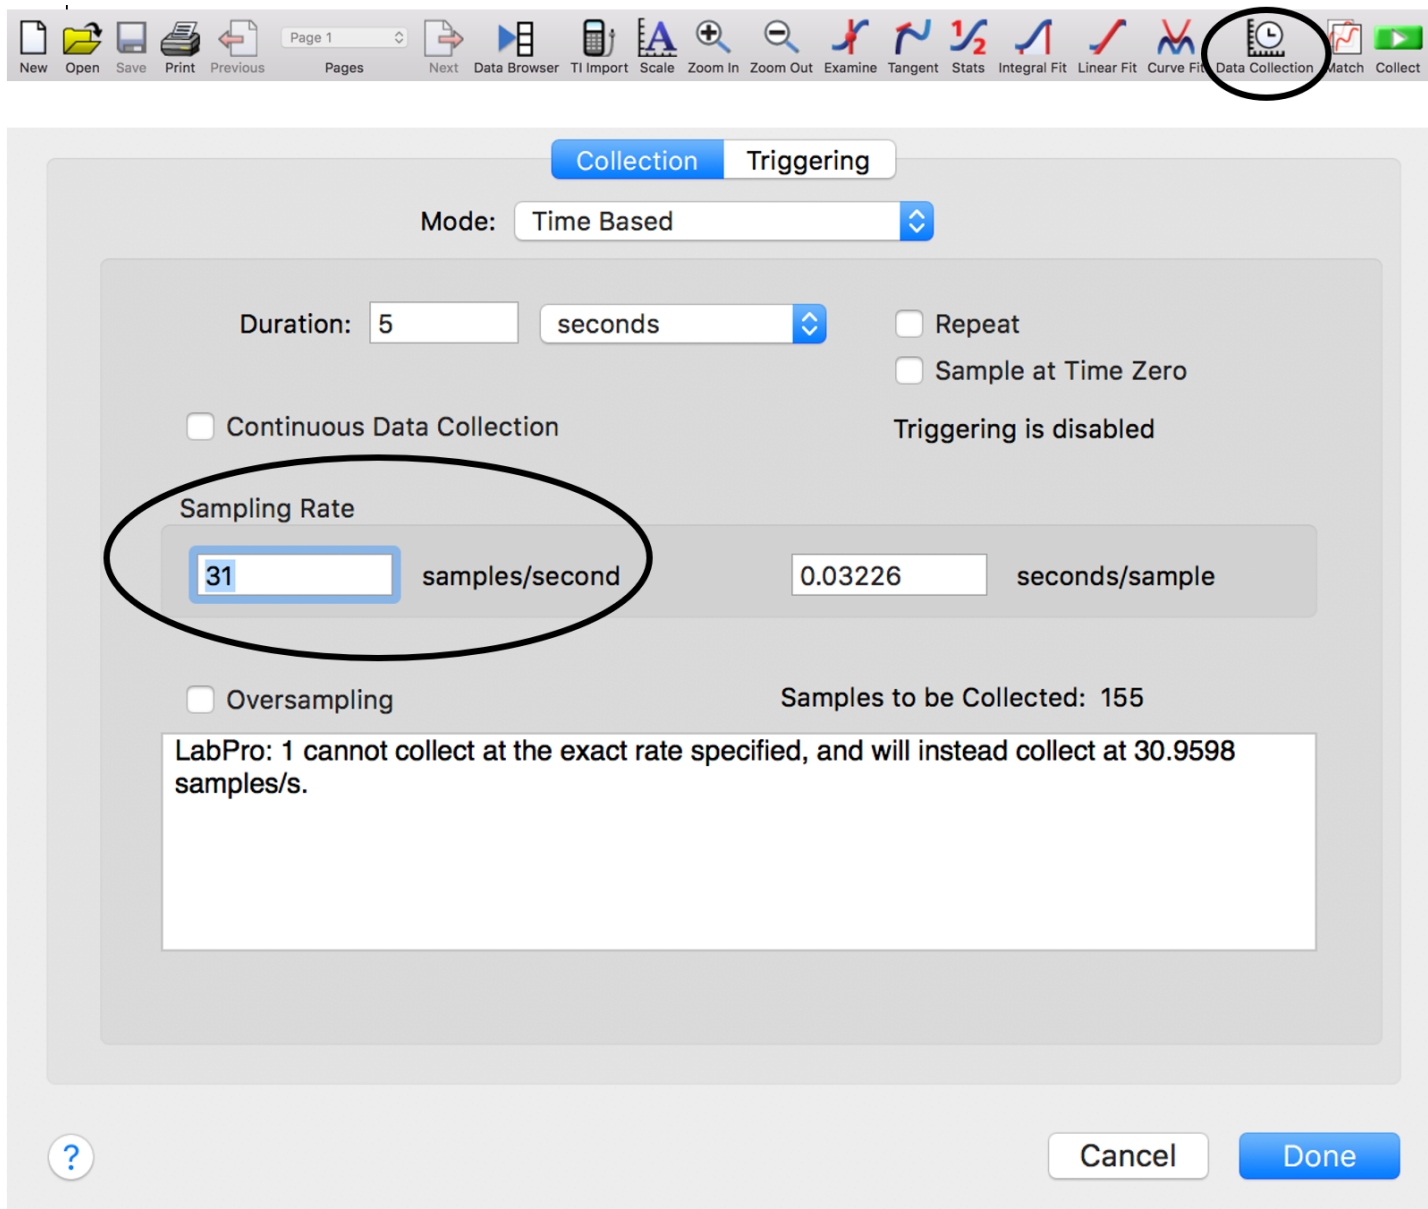 Page 1
New Open Save Print Previous Pages Next Data Browser TI Import Scale Zoom In Zoom Out Examine Tangent Stats Integral Fit Linear Fit Curve Fit Data Collection Match Collect
Collection Triggering
Mode: Time Based
Duration: 5 seconds Repeat
Sample at Time Zero
Continuous Data Collection Triggering is disabled
Sampling Rate
31 samples/second 0.03226 seconds/sample
Oversampling Samples to be Collected: 155
LabPro: 1 cannot collect at the exact rate specified, and will instead collect at 30.9598
samples/s.
? Cancel Done